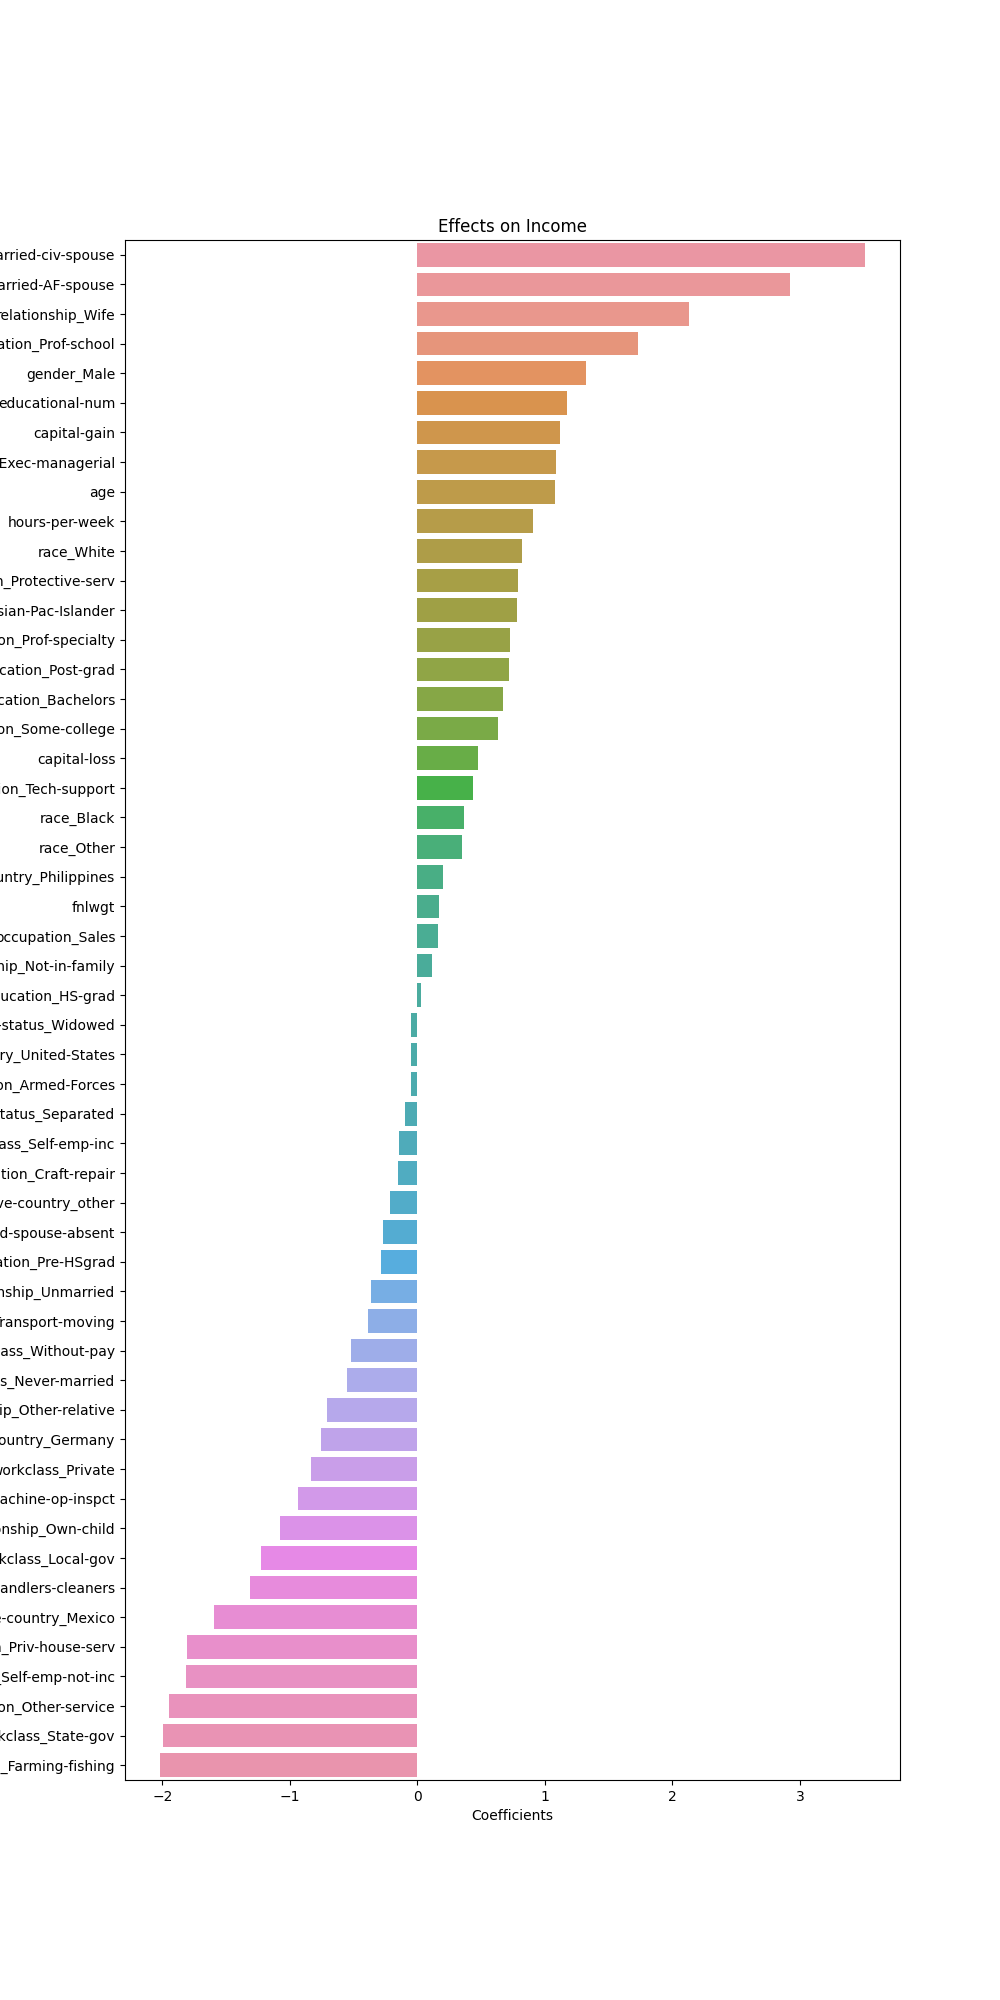 Effects on Income
arried-civ-spouse
arried-AF-spouse
relationship_Wife
ation_Prof-school
gender_Male
educational-num
capital-gain
Exec-managerial
age
hours-per-week
race_White
n_Protective-serv
sian-Pac-Islander
on_Prof-specialty
cation_Post-grad
cation_Bachelors
on_Some-college
capital-loss
ion_Tech-support
race_Black
race_Other
untry_Philippines
fnlwgt
occupation_Sales
hip_Not-in-family
ucation_HS-grad
-status_Widowed
ry_United-States
on_Armed-Forces
tatus_Separated
ass_Self-emp-inc
tion_Craft-repair
ve-country_other
d-spouse-absent
ation_Pre-HSgrad
nship_Unmarried
ransport-moving
ass_Without-pay
s_Never-married
ip_Other-relative
ountry_Germany
workclass_Private
achine-op-inspct
onship_Own-child
kclass_Local-gov
andlers-cleaners
e-country_Mexico
n_Priv-house-serv
_Self-emp-not-inc
on_Other-service
kclass_State-gov
_Farming-fishing
−2 −1 0 1 2 3
Coefficients